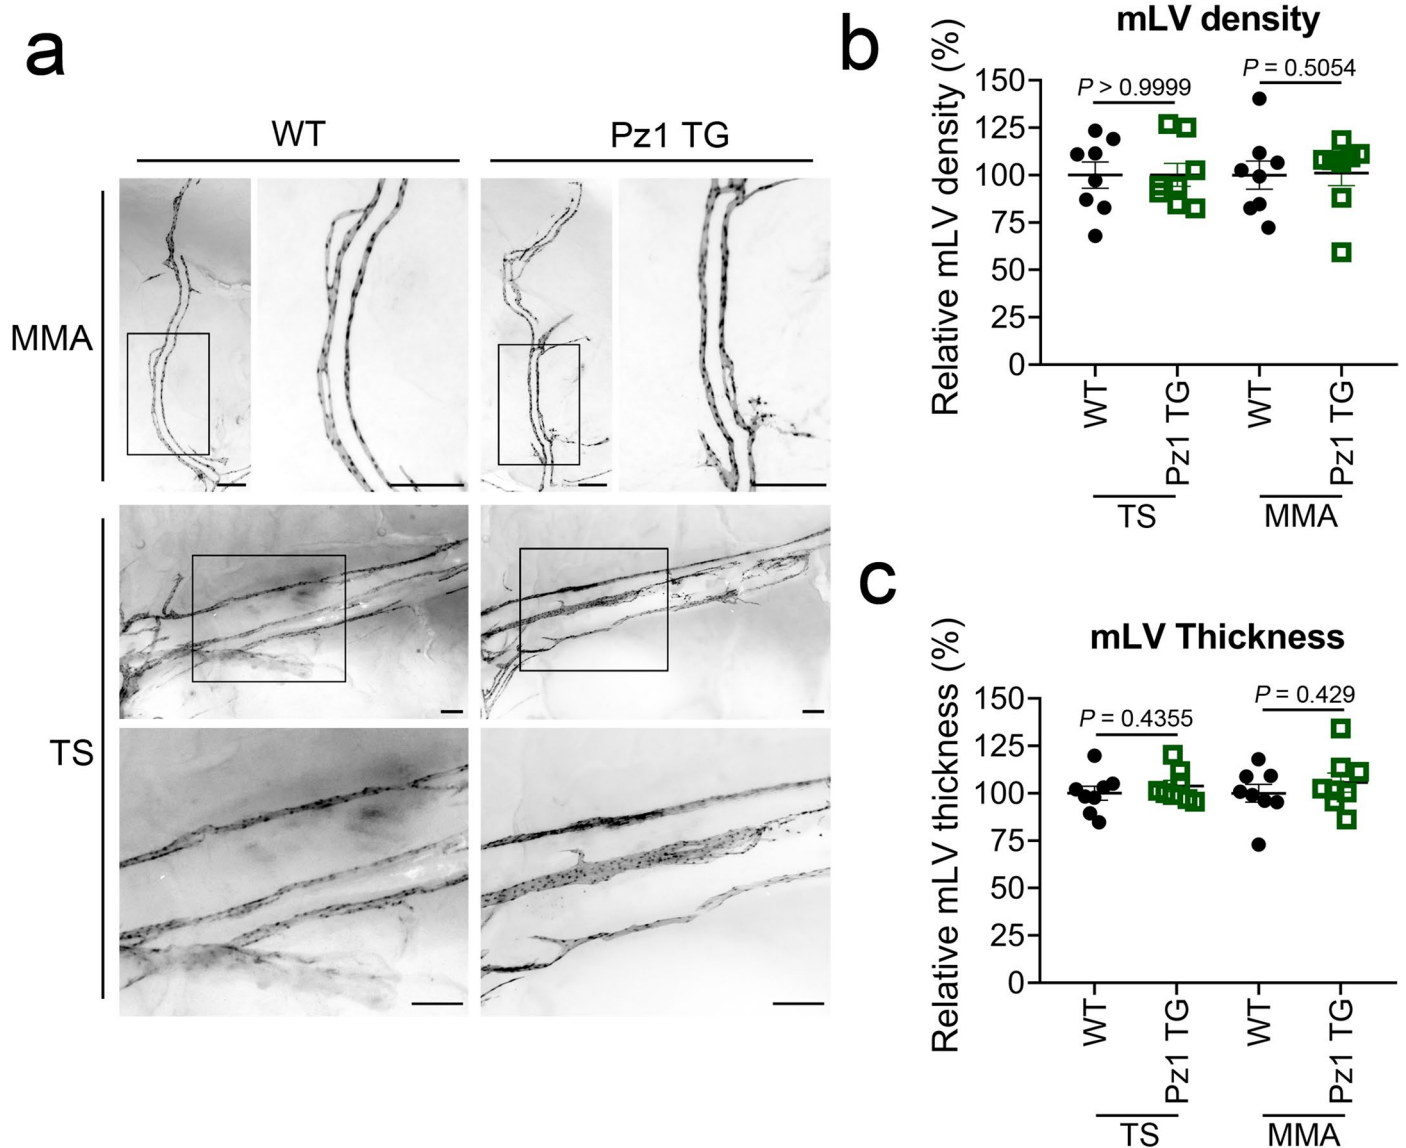 a
WT
Pz1 TG
MMA
TS
b
mLV density
Relative mLV density (%)
150
125
100
75
50
25
0
P > 0.9999
P = 0.5054
WT
Pz1 TG
WT
Pz1 TG
TS
MMA
c
mLV Thickness
Relative mLV thickness (%)
150
125
100
75
50
25
0
P = 0.4355
P = 0.429
WT
Pz1 TG
WT
Pz1 TG
TS
MMA